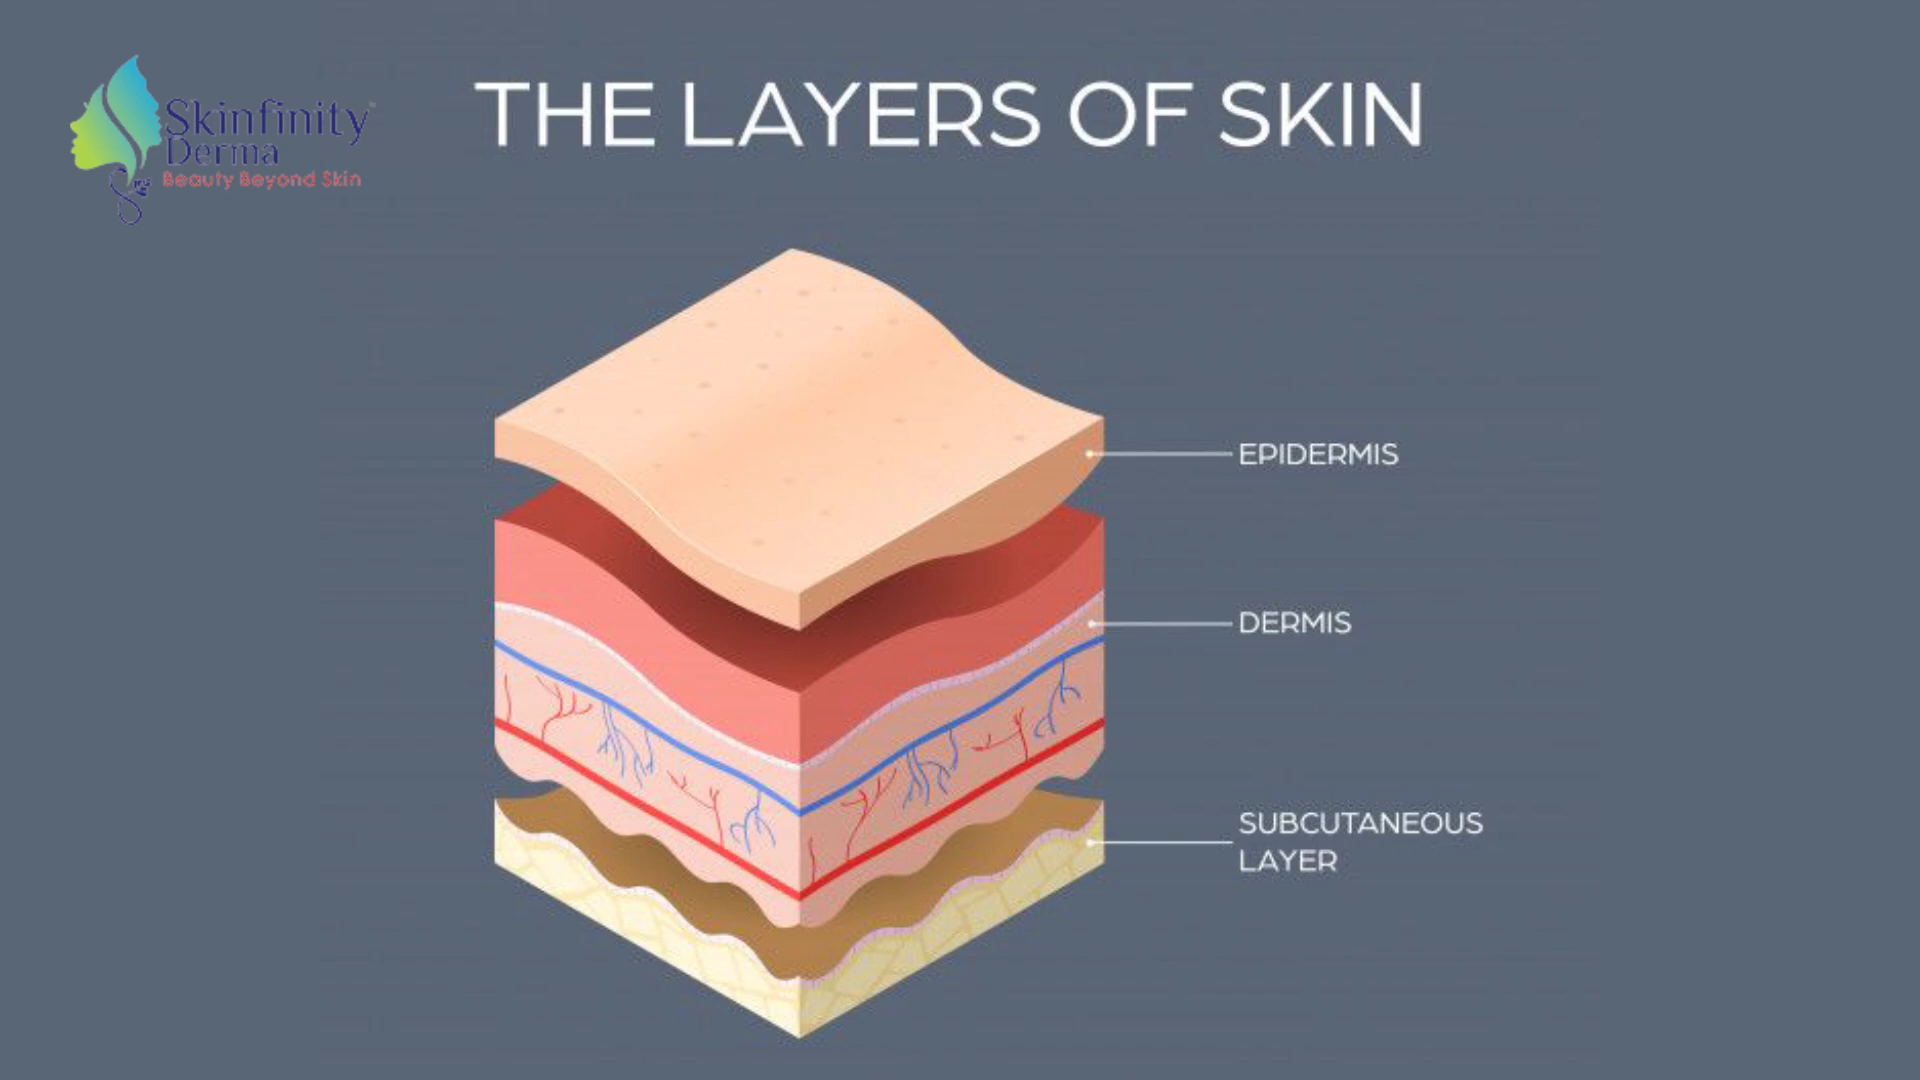 Skinfinity
Derma
Beauty Beyond Skin
THE LAYERS OF SKIN
EPIDERMIS
DERMIS
SUBCUTANEOUS
LAYER